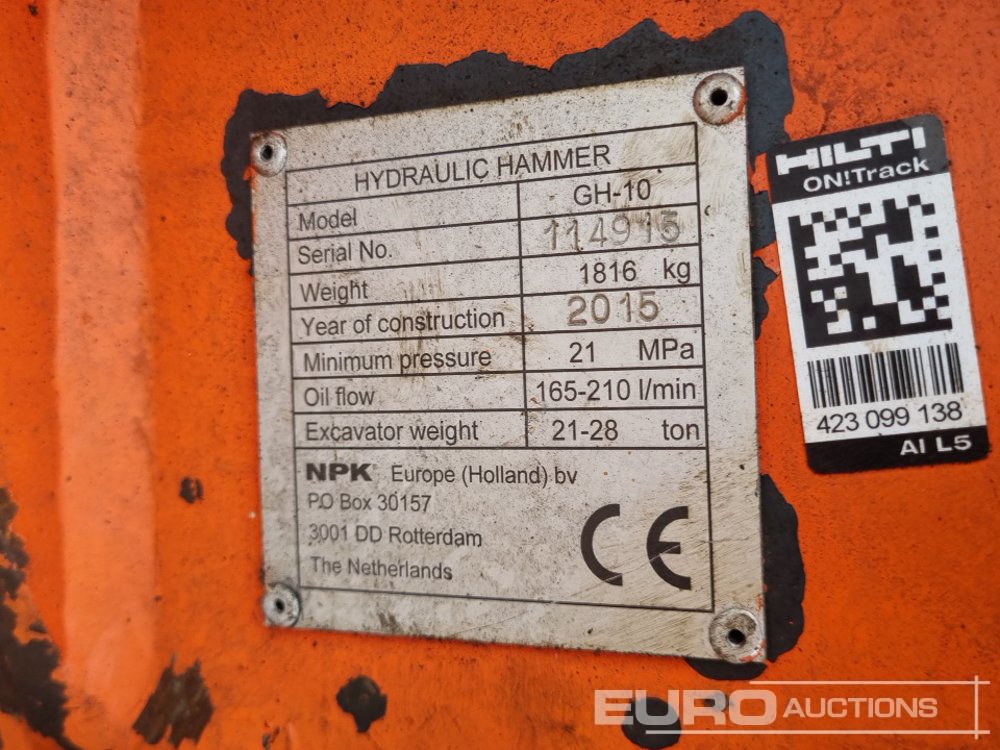 HYDRAULIC HAMMER
Model GH-10
Serial No. 114915
Weight 1816 kg
Year of construction 2015
Minimum pressure 21 MPa
Oil flow 165-210 l/min
Excavator weight 21-28 ton
NPK Europe (Holland) bv
PO Box 30157
3001 DD Rotterdam
The Netherlands
CE
HILTI
ON!Track
423 099 138
AI L5
EURO AUCTIONS